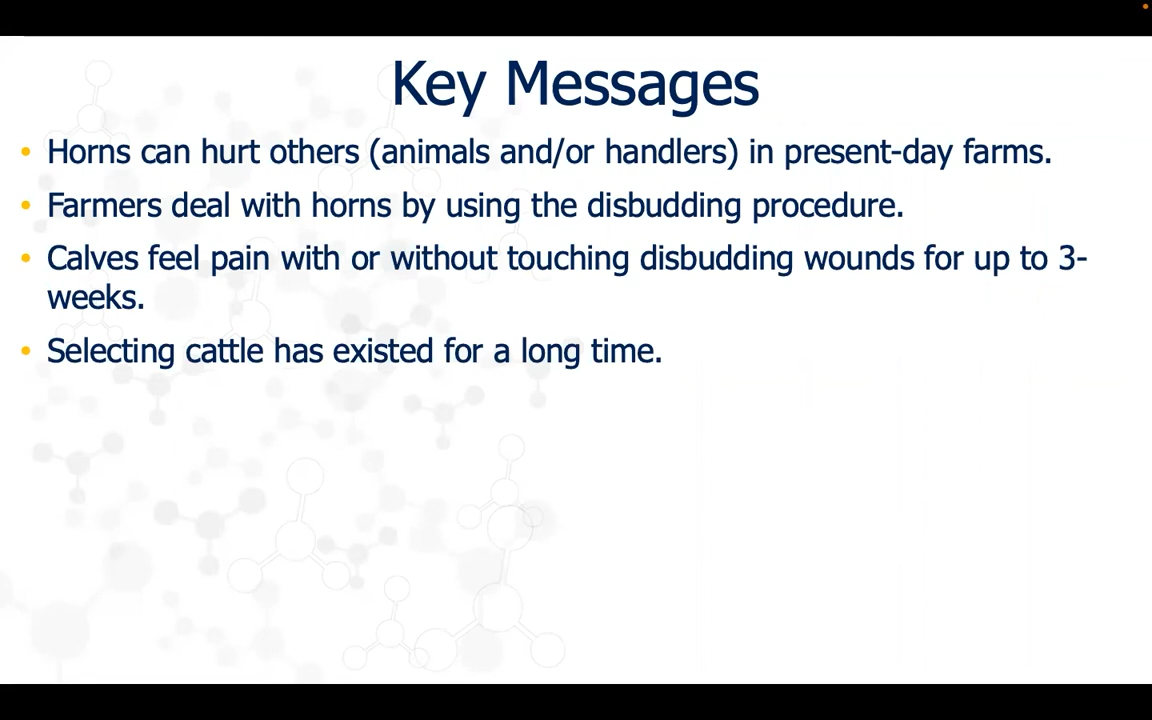 Key Messages
• Horns can hurt others (animals and/or handlers) in present-day farms.
• Farmers deal with horns by using the disbudding procedure.
• Calves feel pain with or without touching disbudding wounds for up to 3-
weeks.
• Selecting cattle has existed for a long time.